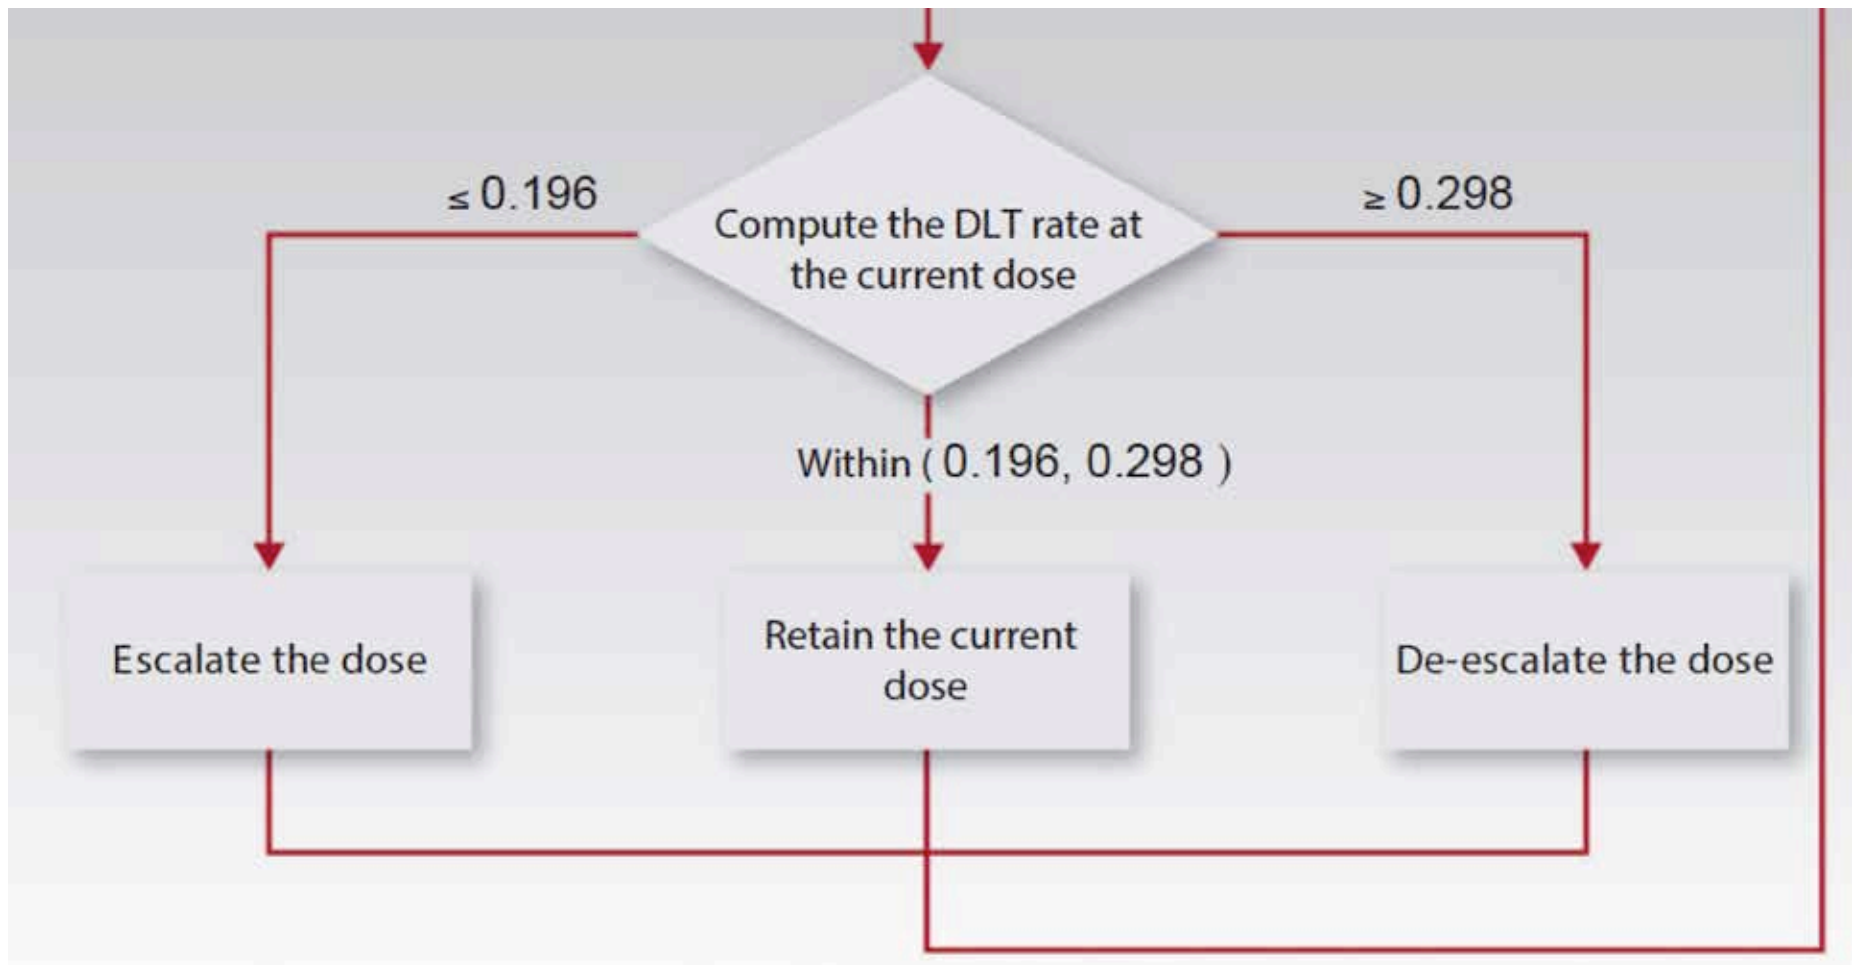 ≤ 0.196
≥ 0.298
Compute the DLT rate at
the current dose
Within ( 0.196, 0.298 )
Escalate the dose
Retain the current
dose
De-escalate the dose